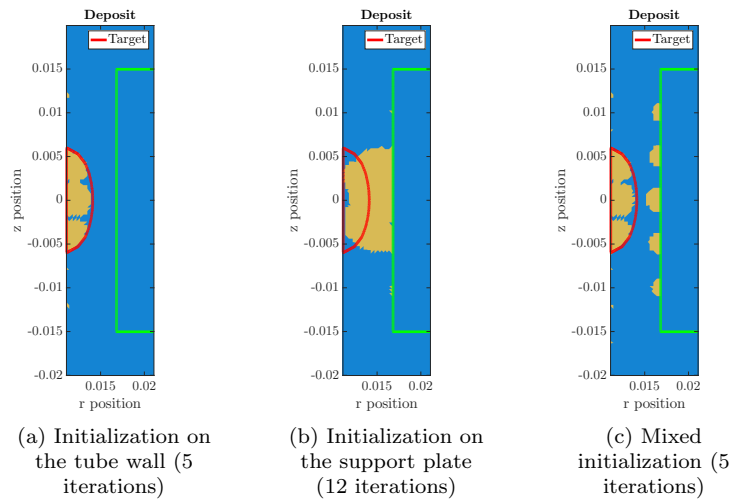 Deposit
Target
0.015
0.01
0.005
0
-0.005
-0.01
-0.015
-0.02
z position
0.015 0.02
r position
(a) Initialization on
the tube wall (5
iterations)
Deposit
Target
0.015
0.01
0.005
0
-0.005
-0.01
-0.015
-0.02
z position
0.015 0.02
r position
(b) Initialization on
the support plate
(12 iterations)
Deposit
Target
0.015
0.01
0.005
0
-0.005
-0.01
-0.015
-0.02
z position
0.015 0.02
r position
(c) Mixed
initialization (5
iterations)